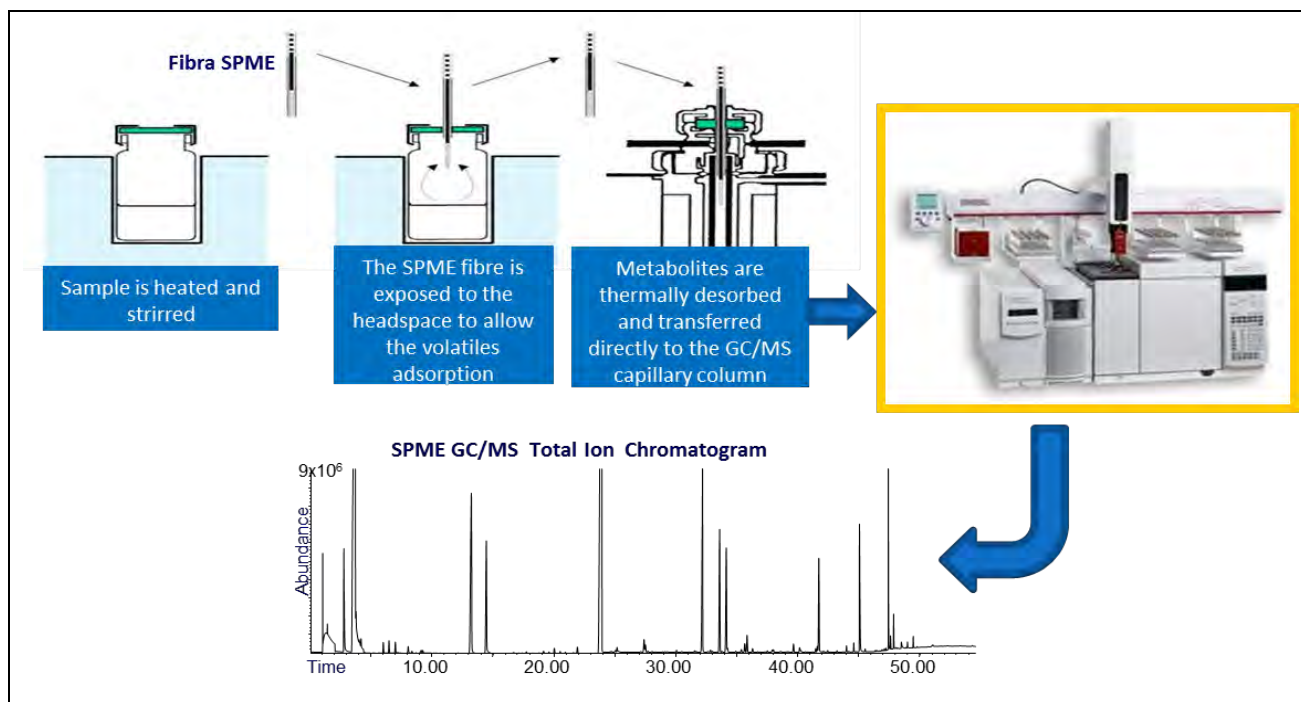 Fibra SPME
Sample is heated and
strirred
The SPME fibre is
exposed to the
headspace to allow
the volatiles
adsorption
Metabolites are
thermally desorbed
and transferred
directly to the GC/MS
capillary column
SPME GC/MS Total Ion Chromatogram
9x10⁶
Abundance
Time
10.00
20.00
30.00
40.00
50.00